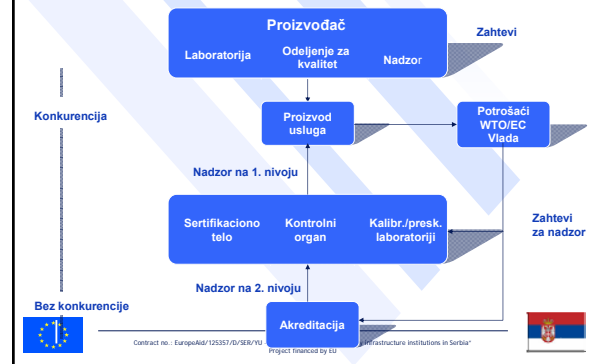 Proizvođač
Laboratorija
Odeljenje za
kvalitet
Nadzor
Zahtevi
Konkurencija
Proizvod
usluga
Potrošaći
WTO/EC
Vlada
Nadzor na 1. nivoju
Sertifikaciono
telo
Kontrolni
organ
Kalibr./presk.
laboratoriji
Zahtevi
za nadzor
Nadzor na 2. nivoju
Bez konkurencije
Akreditacija
Contract no.: EuropeAid/125357/D/SER/YU
infrastructure institutions in Serbia"
Project financed by EU